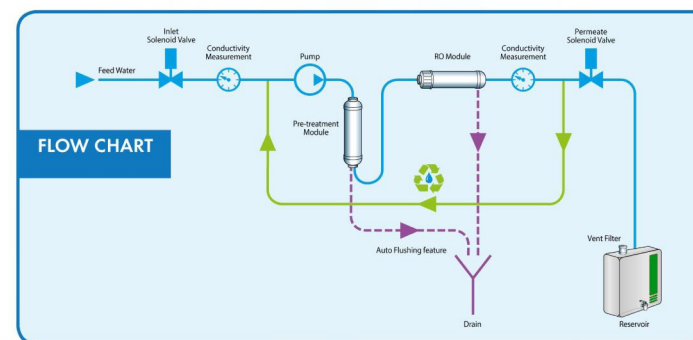 Inlet
Solenoid Valve
Conductivity
Measurement
Pump
RO Module
Conductivity
Measurement
Permeate
Solenoid Valve
Feed Water
Pre-treatment
Module
FLOW CHART
Auto Flushing feature
Vent Filter
Drain
Reservoir